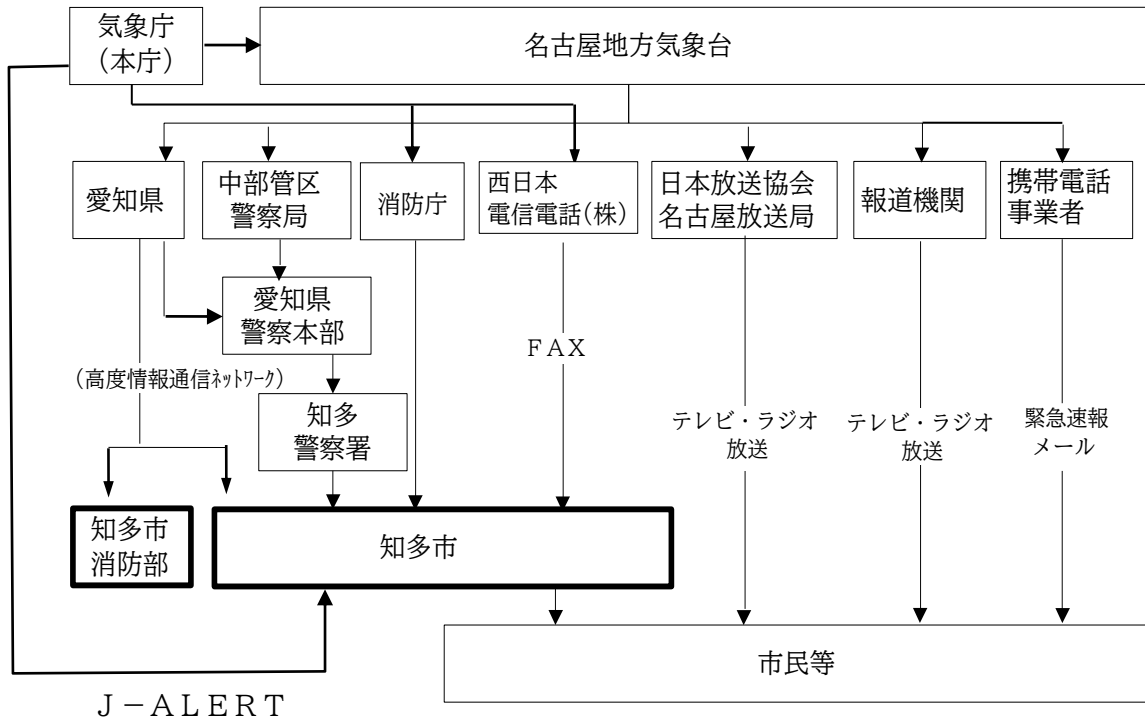 気象庁
（本庁）
名古屋地方気象台
愛知県
中部管区
警察局
消防庁
西日本
電信電話（株）
日本放送協会
名古屋放送局
報道機関
携帯電話
事業者
愛知県
警察本部
ＦＡＸ
（高度情報通信ﾈｯﾄﾜｰｸ）
知多
警察署
テレビ・ラジオ
放送
テレビ・ラジオ
放送
緊急速報
メール
知多市
消防部
知多市
市民等
Ｊ－ＡＬＥＲＴ